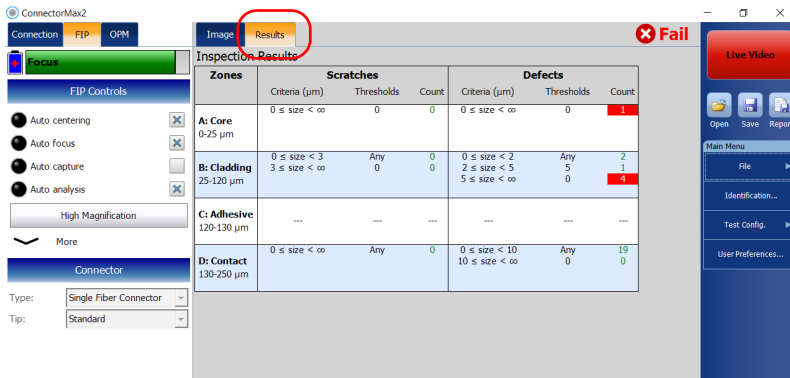 ConnectorMax2
Connection FIP OPM
Focus
FIP Controls
Auto centering
Auto focus
Auto capture
Auto analysis
High Magnification
More
Connector
Type: Single Fiber Connector
Tip: Standard
Image Results
Fail
Inspection Results
Zones Scratches Defects
Criteria (µm) Thresholds Count Criteria (µm) Thresholds Count
A: Core
0-25 µm
0 ≤ size < ∞ 0 0 0 ≤ size < ∞ 0 1
B: Cladding
25-120 µm
0 ≤ size < 3 Any 0 0 ≤ size < 2 Any 2
3 ≤ size < ∞ 0 0 2 ≤ size < 5 5 1
5 ≤ size < ∞ 0 4
C: Adhesive
120-130 µm
--- --- --- --- --- ---
D: Contact
130-250 µm
0 ≤ size < ∞ Any 0 0 ≤ size < 10 Any 19
10 ≤ size < ∞ 0 0
Live Video
Open Save Repor
Main Menu
File
Identification...
Test Config.
User Preferences...